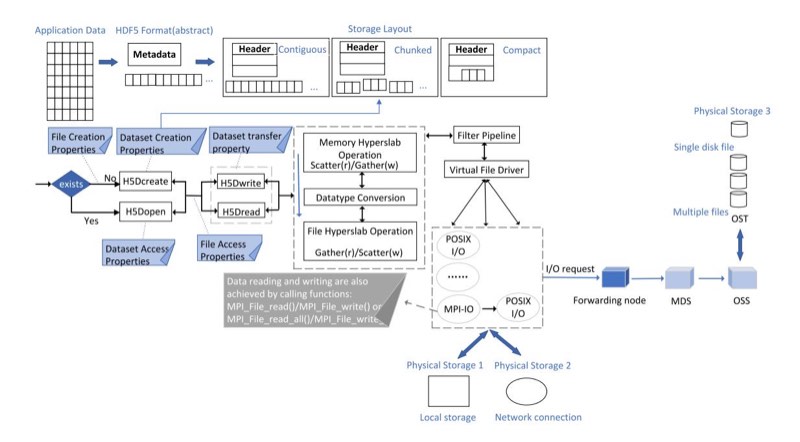 Application Data
HDF5 Format(abstract)
Storage Layout
Metadata
...
Header
Contiguous
...
Header
Chunked
...
Header
Compact
File Creation
Properties
Dataset Creation
Properties
Dataset transfer
property
exists
No
H5Dcreate
Yes
H5Dopen
H5Dwrite
H5Dread
Dataset Access
Properties
File Access
Properties
Memory Hyperslab
Operation
Scatter(r)/Gather(w)
Datatype Conversion
File Hyperslab Operation
Gather(r)/Scatter(w)
Filter Pipeline
Virtual File Driver
POSIX
I/O
......
MPI-IO
POSIX
I/O
Data reading and writing are also
achieved by calling functions:
MPI_File_read()/MPI_File_write() or
MPI_File_read_all()/MPI_File_write_
I/O request
Forwarding node
MDS
OSS
Physical Storage 3
Single disk file
Multiple files
OST
Physical Storage 1
Physical Storage 2
Local storage
Network connection